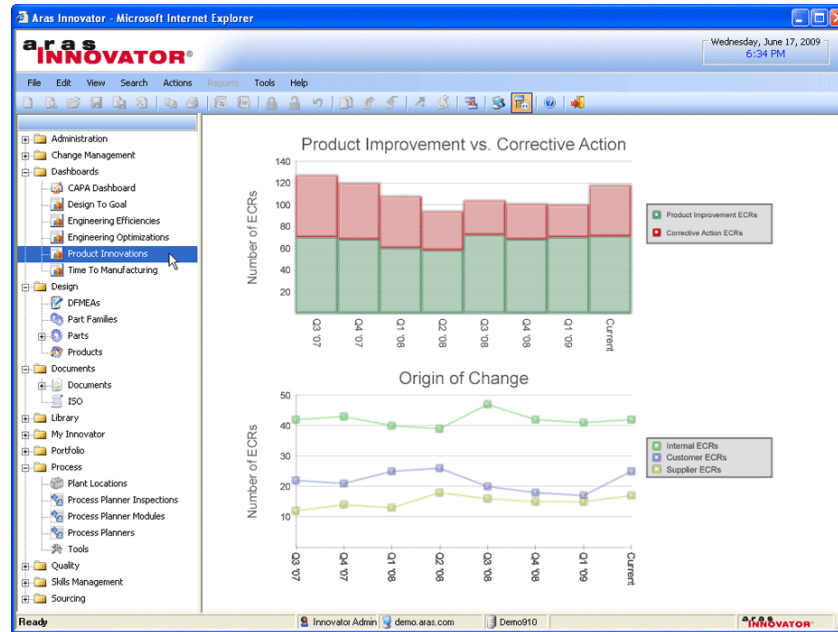 Aras Innovator - Microsoft Internet Explorer
aras
INNOVATOR®
Wednesday, June 17, 2009
6:34 PM
File Edit View Search Actions Reports Tools Help
Administration
Change Management
Dashboards
CAPA Dashboard
Design To Goal
Engineering Efficiencies
Engineering Optimizations
Product Innovations
Time To Manufacturing
Design
DFMEAs
Part Families
Parts
Products
Documents
Documents
ISO
Library
My Innovator
Portfolio
Process
Plant Locations
Process Planner Inspections
Process Planner Modules
Process Planners
Tools
Quality
Skills Management
Sourcing
Product Improvement vs. Corrective Action
Number of ECRs
140
120
100
80
60
40
20
Q3 '07 Q4 '07 Q1 '08 Q2 '08 Q3 '08 Q4 '08 Q1 '09 Current
Product Improvement ECRs
Corrective Action ECRs
Origin of Change
Number of ECRs
50
40
30
20
10
Q3 '07 Q4 '07 Q1 '08 Q2 '08 Q3 '08 Q4 '08 Q1 '09 Current
Internal ECRs
Customer ECRs
Supplier ECRs
Ready Innovator Admin demo.aras.com Demo910 aras INNOVATOR